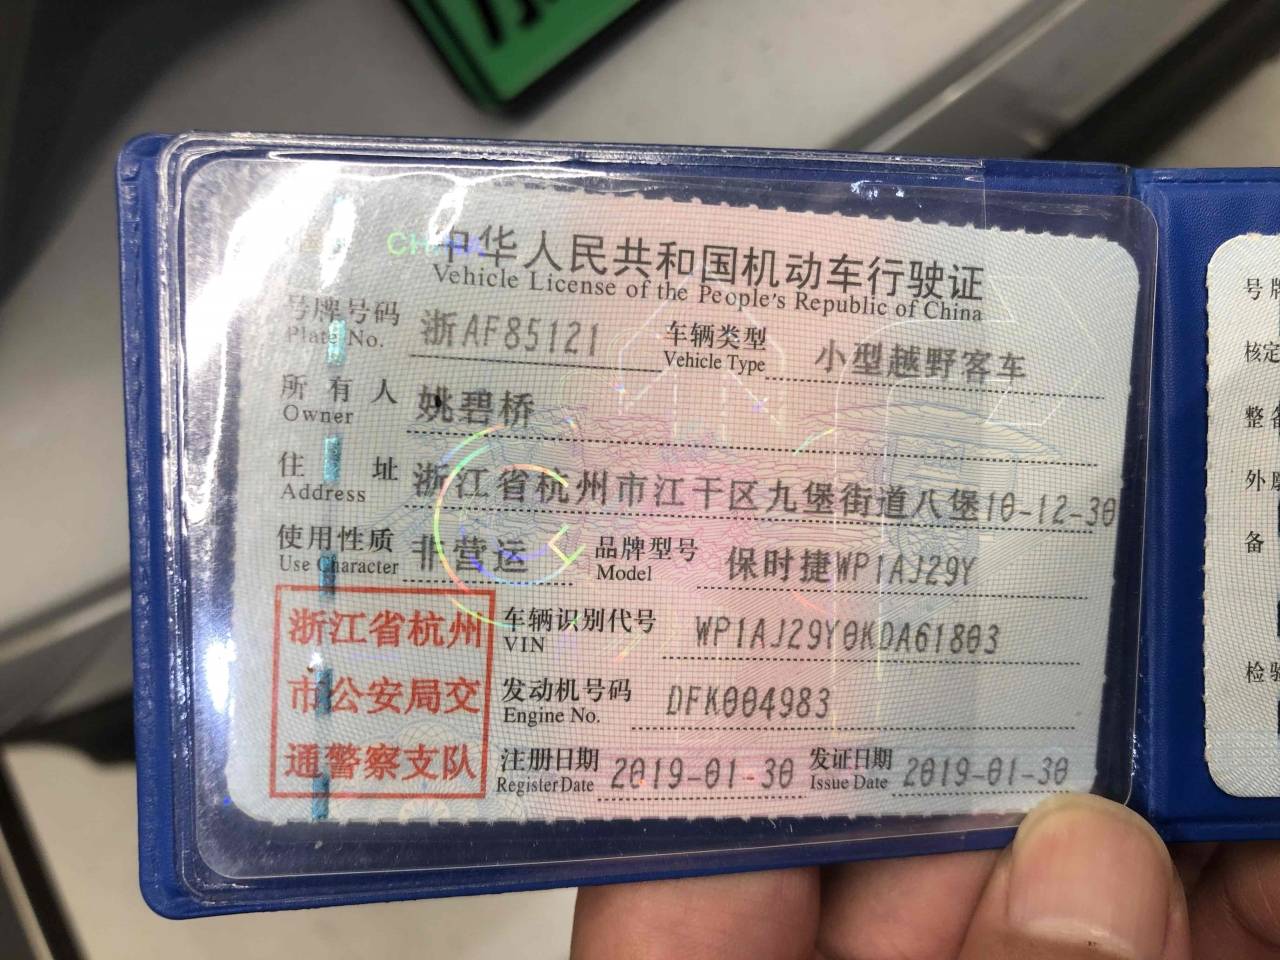 中华人民共和国机动车行驶证
Vehicle License of the People's Republic of China
号牌号码 浙AF85121 车辆类型 小型越野客车
Plate No. Vehicle Type
所有人 姚碧桥
Owner
住址 浙江省杭州市江干区九堡街道八堡10-12-30
Address
使用性质 非营运 品牌型号 保时捷WP1AJ29Y
Use Character Model
浙江省杭州
市公安局交
通警察支队
车辆识别代号 WP1AJ29Y0KDA61803
VIN
发动机号码 DFK004983
Engine No.
注册日期 2019-01-30 发证日期 2019-01-30
Register Date Issue Date
号牌
核定
整备
外
备
检验